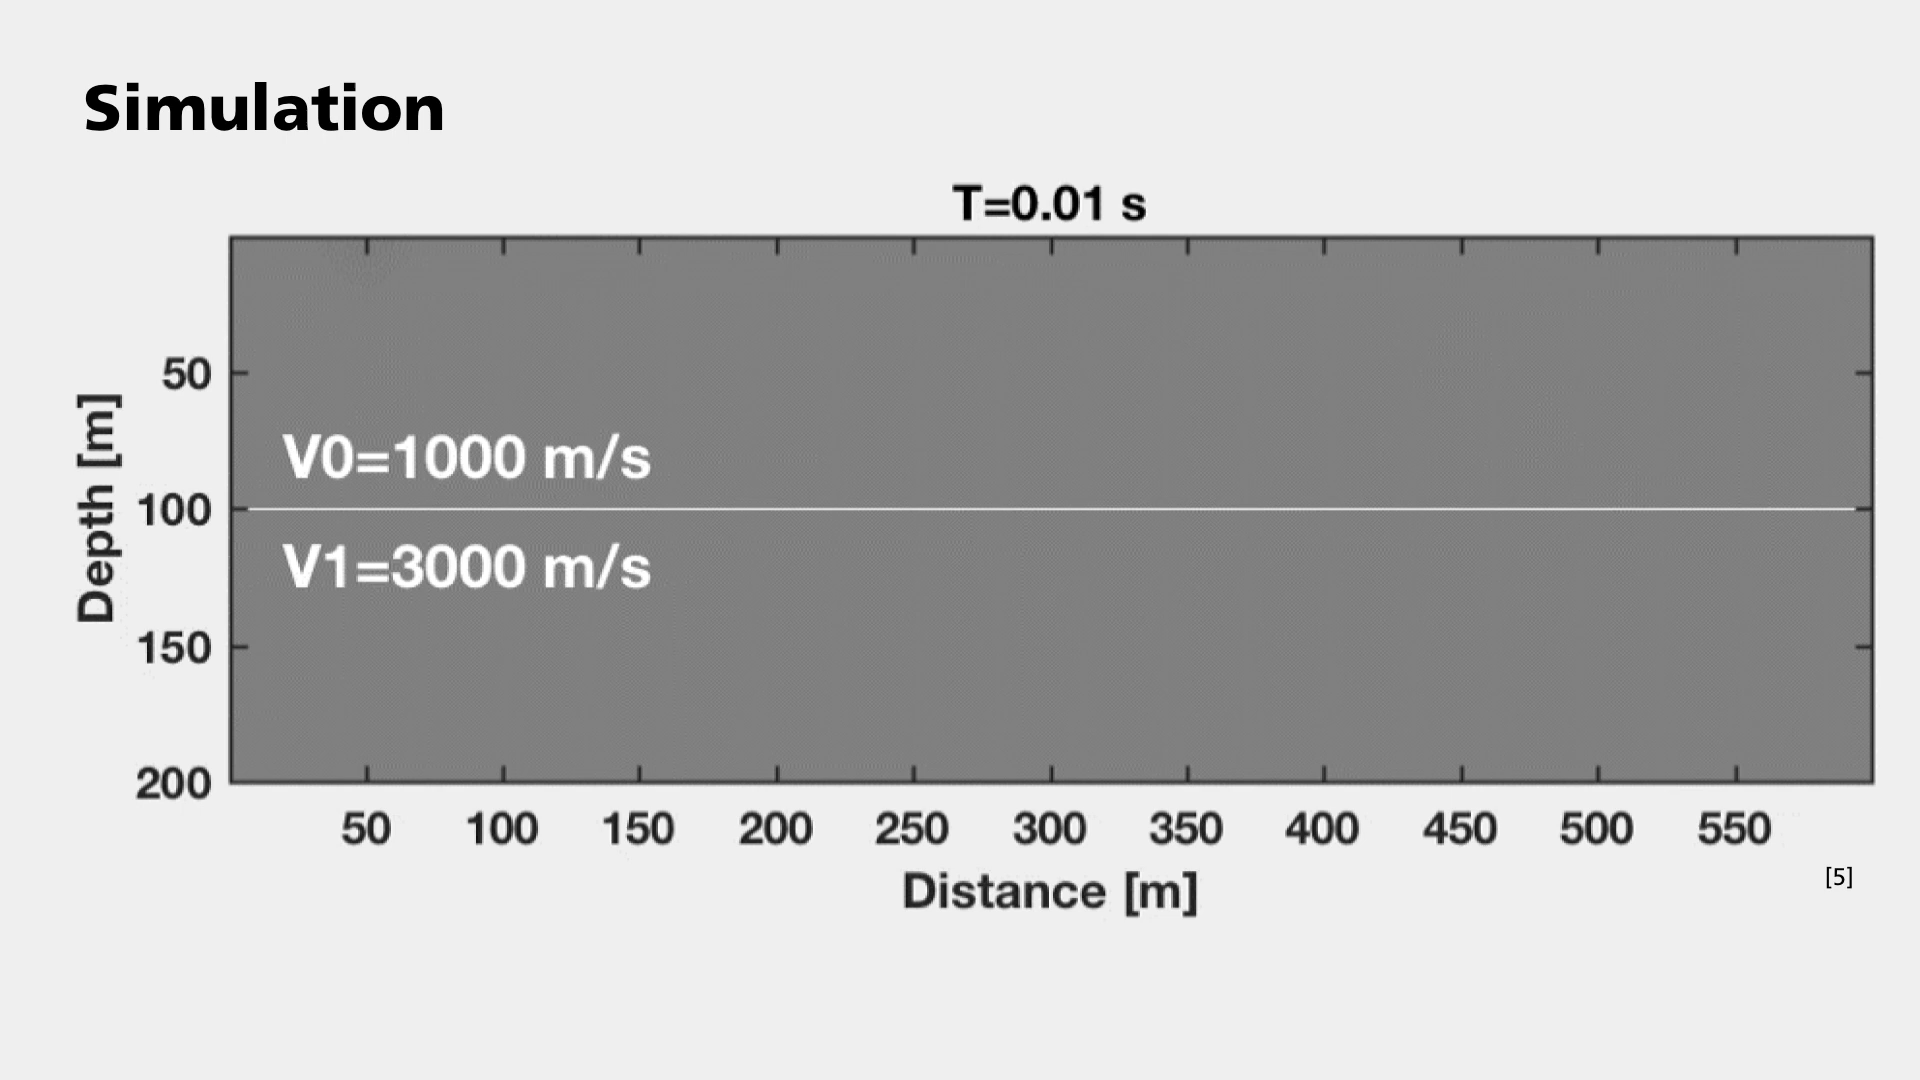 Simulation
T=0.01 s
Depth [m]
50
V0=1000 m/s
100
V1=3000 m/s
150
200
50 100 150 200 250 300 350 400 450 500 550
Distance [m]
[5]